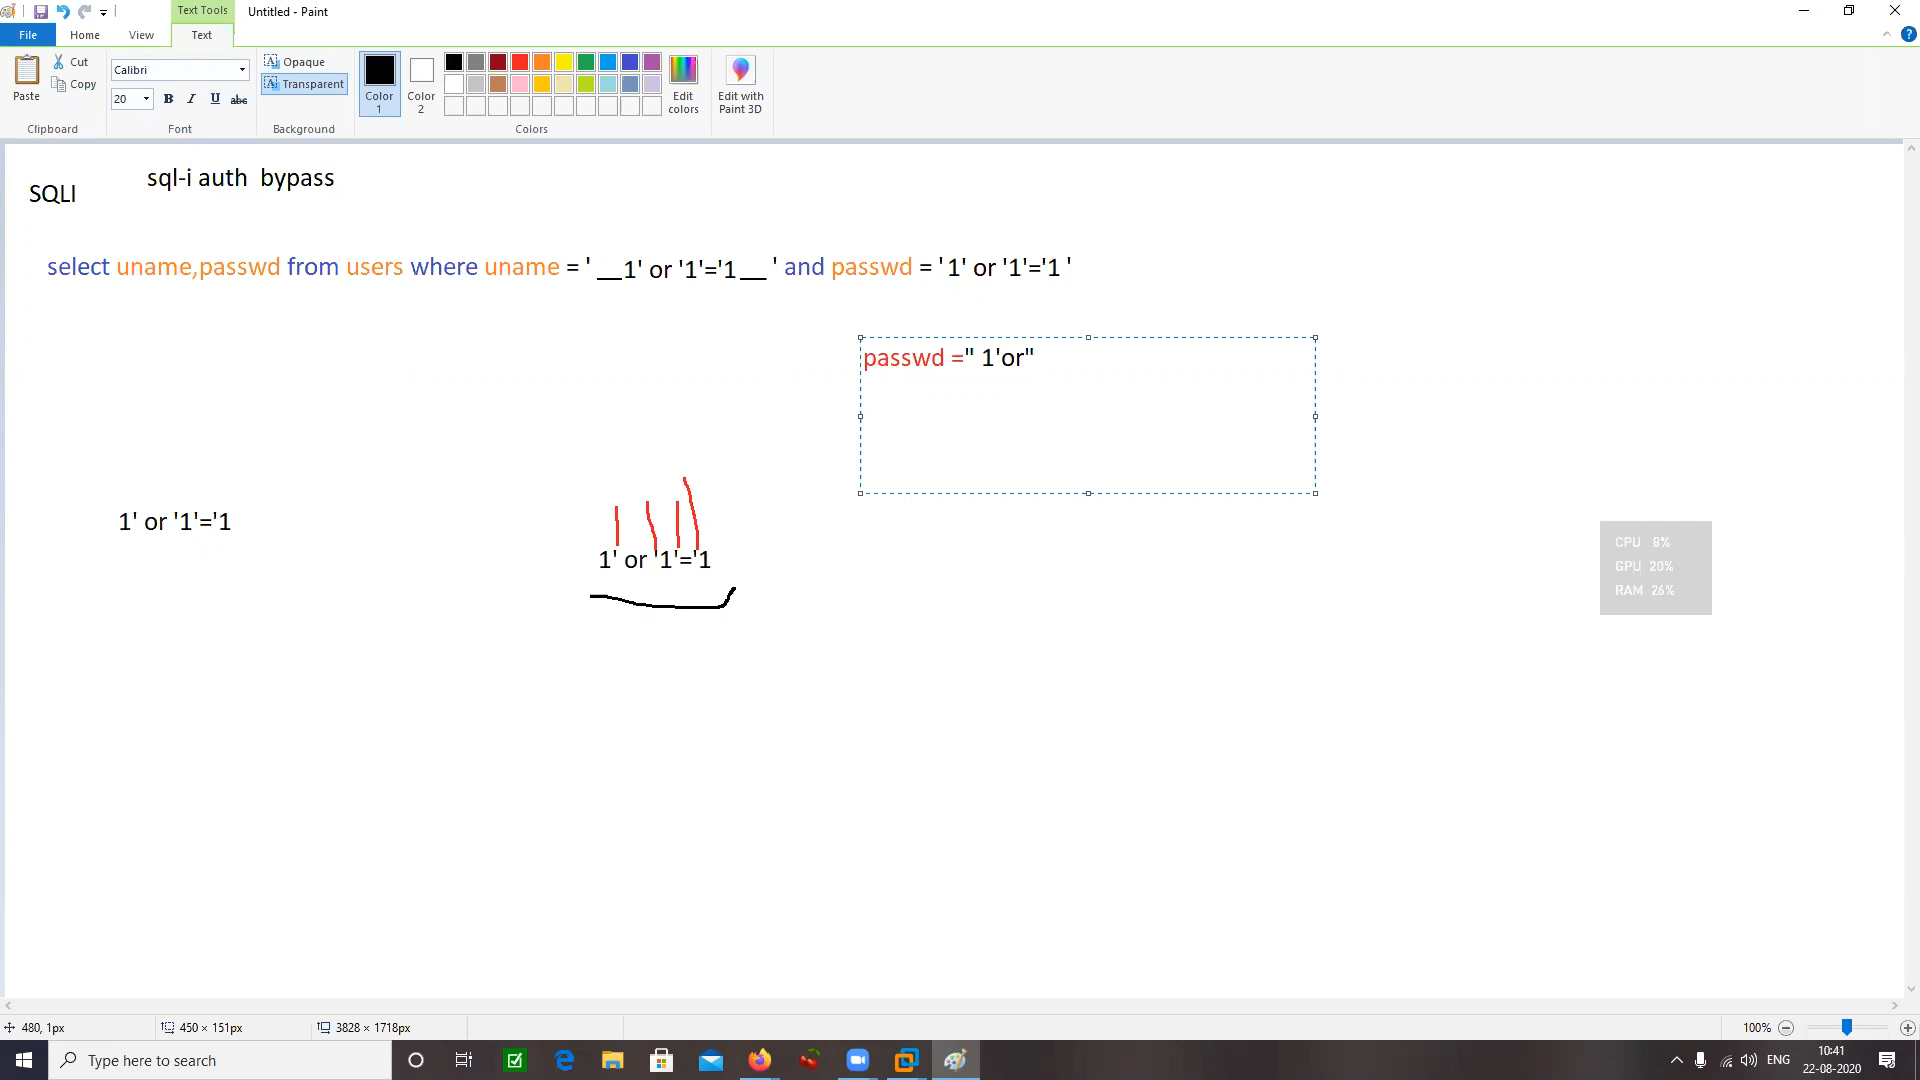 Text Tools
Untitled - Paint
File
Home
View
Text
Paste
Cut
Copy
Clipboard
Calibri
20
B
I
U
abc
Font
A Opaque
A Transparent
Background
Color 1
Color 2
Edit colors
Edit with Paint 3D
Colors
sql-i auth  bypass
SQLI
select uname,passwd from users where uname = ' __1' or '1'='1__ ' and passwd = ' 1' or '1'='1 '
passwd =" 1'or"
1' or '1'='1
1' or '1'='1
CPU 8%
GPU 20%
RAM 26%
480, 1px
450 × 151px
3828 × 1718px
100%
Type here to search
ENG
10:41
22-08-2020